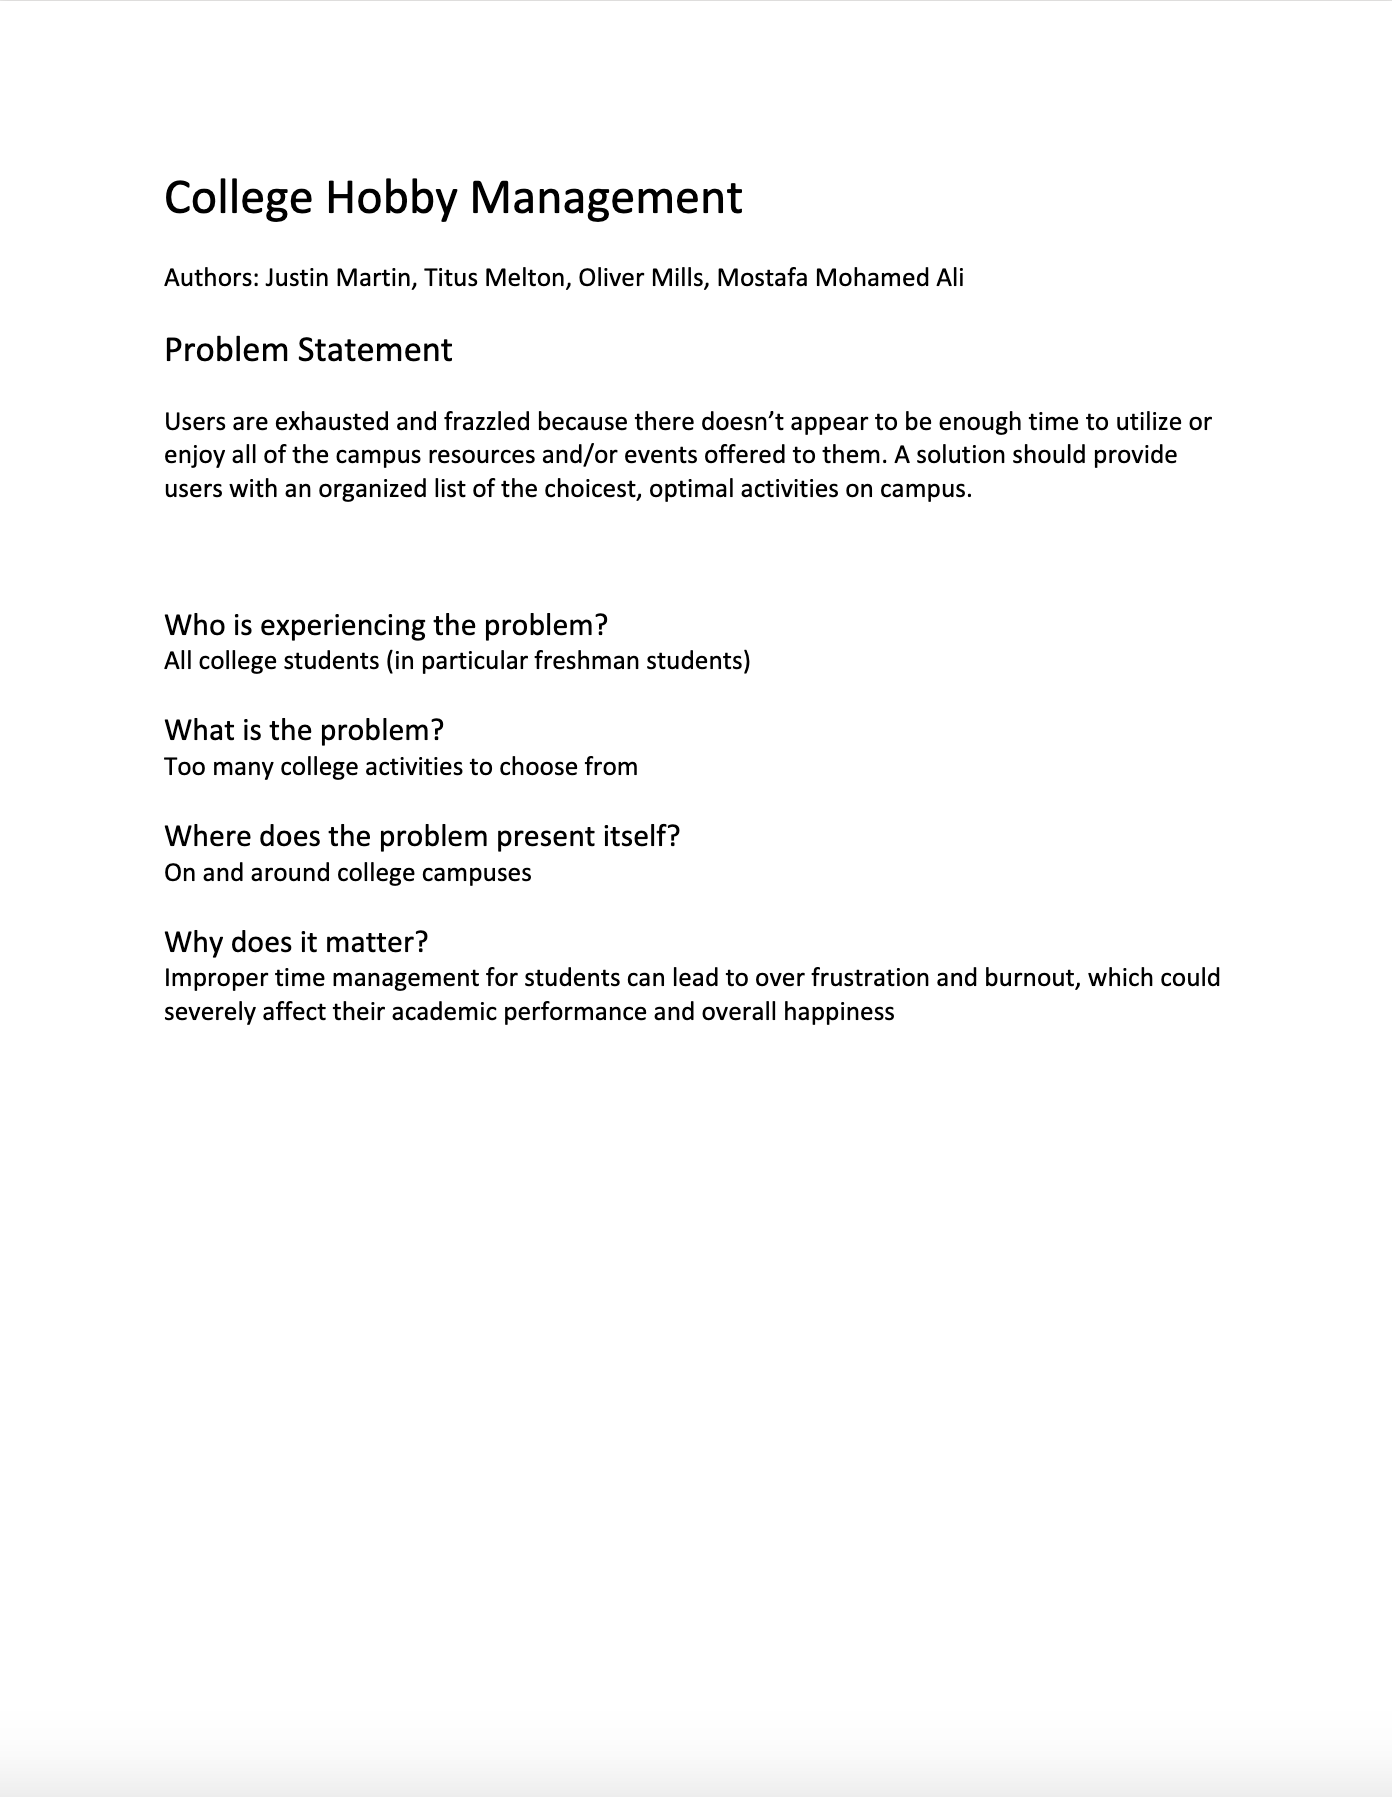 College Hobby Management
Authors: Justin Martin, Titus Melton, Oliver Mills, Mostafa Mohamed Ali
Problem Statement
Users are exhausted and frazzled because there doesn’t appear to be enough time to utilize or
enjoy all of the campus resources and/or events offered to them. A solution should provide
users with an organized list of the choicest, optimal activities on campus.
Who is experiencing the problem?
All college students (in particular freshman students)
What is the problem?
Too many college activities to choose from
Where does the problem present itself?
On and around college campuses
Why does it matter?
Improper time management for students can lead to over frustration and burnout, which could
severely affect their academic performance and overall happiness